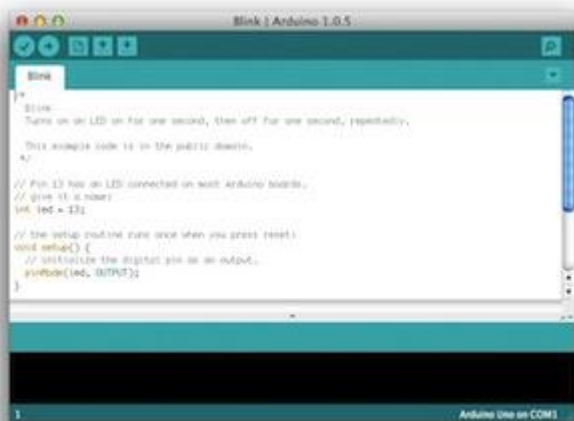 Blink | Arduino 1.0.5
Blink
/*
Blink
Turns on an LED on for one second, then off for one second, repeatedly.
This example code is in the public domain.
*/
// Pin 13 has an LED connected on most Arduino boards.
// give it a name:
int led = 13;
// the setup routine runs once when you press reset:
void setup() {
// initialize the digital pin as an output.
pinMode(led, OUTPUT);
}
1
Arduino Uno on COM1